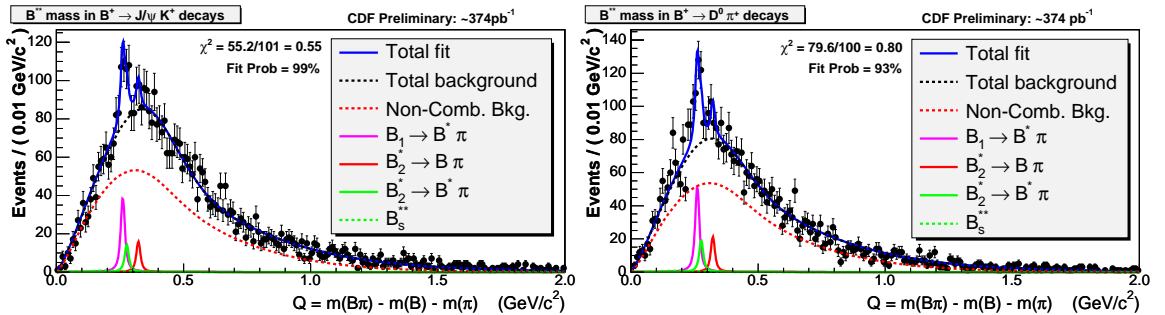 B** mass in B⁺ → J/ψ K⁺ decays
CDF Preliminary: ~374pb⁻¹
χ² = 55.2/101 = 0.55
Fit Prob = 99%
Total fit
Total background
Non-Comb. Bkg.
B₁ → B* π
B₂* → B π
B₂* → B* π
Bₛ**
Events / ( 0.01 GeV/c² )
120
100
80
60
40
20
0
0.0 0.5 1.0 1.5 2.0
Q = m(Bπ) - m(B) - m(π) (GeV/c²)
B** mass in B⁺ → D⁰ π⁺ decays
CDF Preliminary: ~374 pb⁻¹
χ² = 79.6/100 = 0.80
Fit Prob = 93%
Total fit
Total background
Non-Comb. Bkg.
B₁ → B* π
B₂* → B π
B₂* → B* π
Bₛ**
Events / ( 0.01 GeV/c² )
140
120
100
80
60
40
20
0
0.0 0.5 1.0 1.5 2.0
Q = m(Bπ) - m(B) - m(π) (GeV/c²)